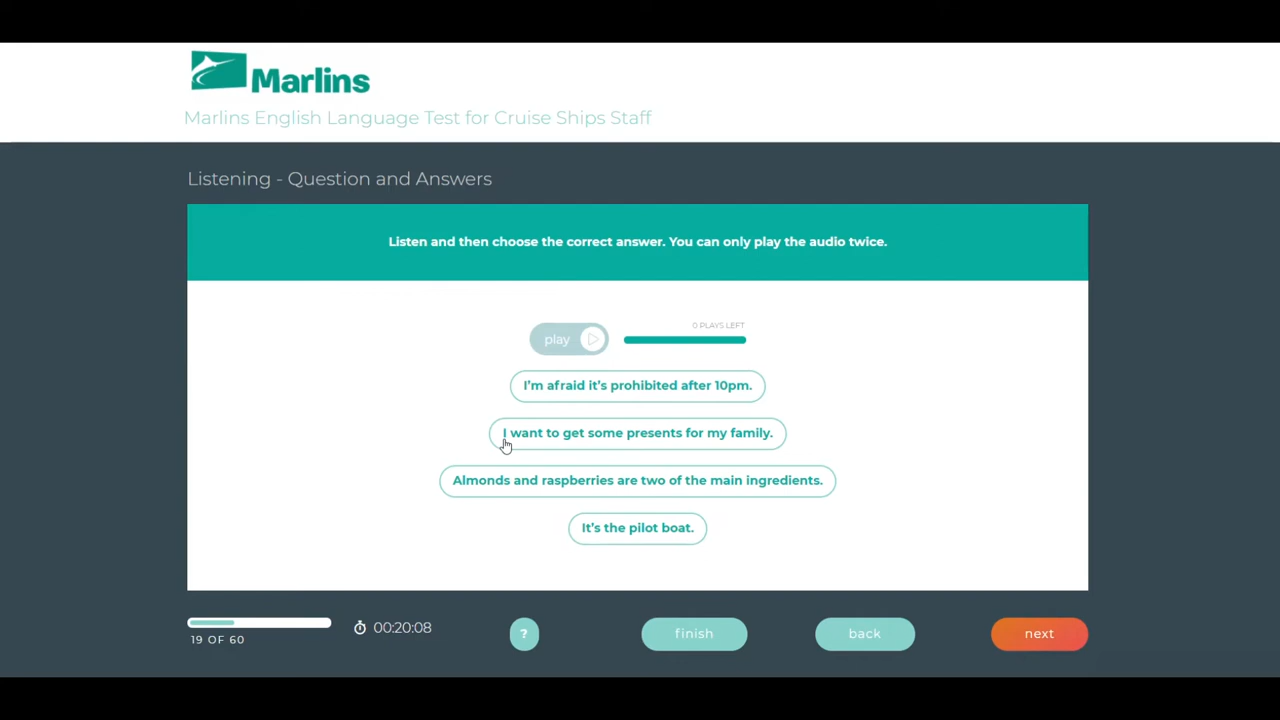 Marlins
Marlins English Language Test for Cruise Ships Staff
Listening - Question and Answers
Listen and then choose the correct answer. You can only play the audio twice.
0 PLAYS LEFT
play
I'm afraid it's prohibited after 10pm.
I want to get some presents for my family.
Almonds and raspberries are two of the main ingredients.
It's the pilot boat.
19 OF 60
00:20:08
?
finish
back
next